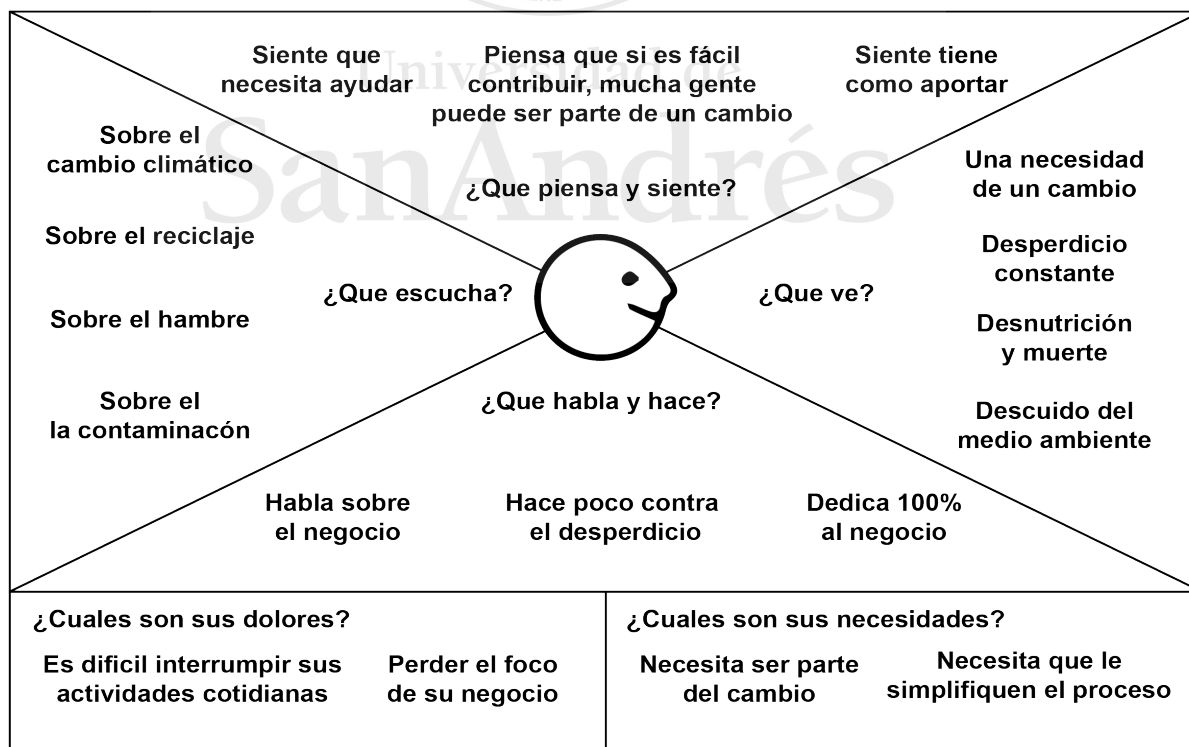 Universidad de
SanAndrés
Siente que
necesita ayudar
Piensa que si es fácil
contribuir, mucha gente
puede ser parte de un cambio
Siente tiene
como aportar
¿Que piensa y siente?
Sobre el
cambio climático
Sobre el reciclaje
Sobre el hambre
Sobre el
la contaminacón
¿Que escucha?
¿Que ve?
Una necesidad
de un cambio
Desperdicio
constante
Desnutrición
y muerte
Descuido del
medio ambiente
¿Que habla y hace?
Habla sobre
el negocio
Hace poco contra
el desperdicio
Dedica 100%
al negocio
¿Cuales son sus dolores?
Es dificil interrumpir sus
actividades cotidianas
Perder el foco
de su negocio
¿Cuales son sus necesidades?
Necesita ser parte
del cambio
Necesita que le
simplifiquen el proceso